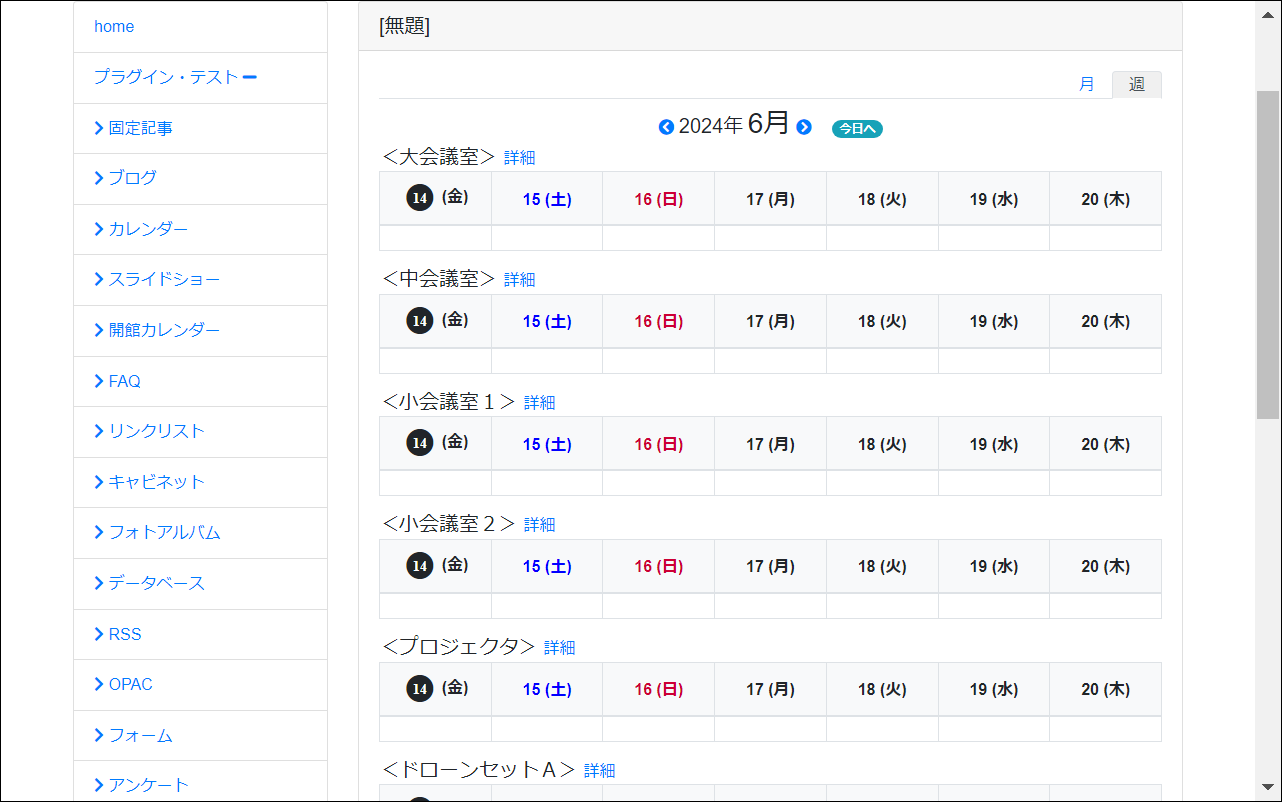 home
プラグイン・テスト
固定記事
ブログ
カレンダー
スライドショー
開館カレンダー
FAQ
リンクリスト
キャビネット
フォトアルバム
データベース
RSS
OPAC
フォーム
アンケート
[無題]
月 週
2024年 6月 今日へ
＜大会議室＞ 詳細
14 (金) 15 (土) 16 (日) 17 (月) 18 (火) 19 (水) 20 (木)
＜中会議室＞ 詳細
14 (金) 15 (土) 16 (日) 17 (月) 18 (火) 19 (水) 20 (木)
＜小会議室１＞ 詳細
14 (金) 15 (土) 16 (日) 17 (月) 18 (火) 19 (水) 20 (木)
＜小会議室２＞ 詳細
14 (金) 15 (土) 16 (日) 17 (月) 18 (火) 19 (水) 20 (木)
＜プロジェクタ＞ 詳細
14 (金) 15 (土) 16 (日) 17 (月) 18 (火) 19 (水) 20 (木)
＜ドローンセットＡ＞ 詳細